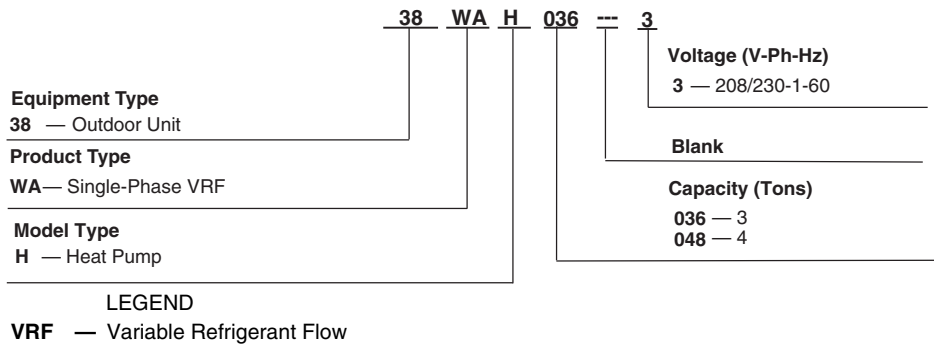 38 WA H 036 --- 3
Voltage (V-Ph-Hz)
3 — 208/230-1-60
Equipment Type
38 — Outdoor Unit
Blank
Product Type
WA— Single-Phase VRF
Capacity (Tons)
036 — 3
048 — 4
Model Type
H — Heat Pump
LEGEND
VRF — Variable Refrigerant Flow